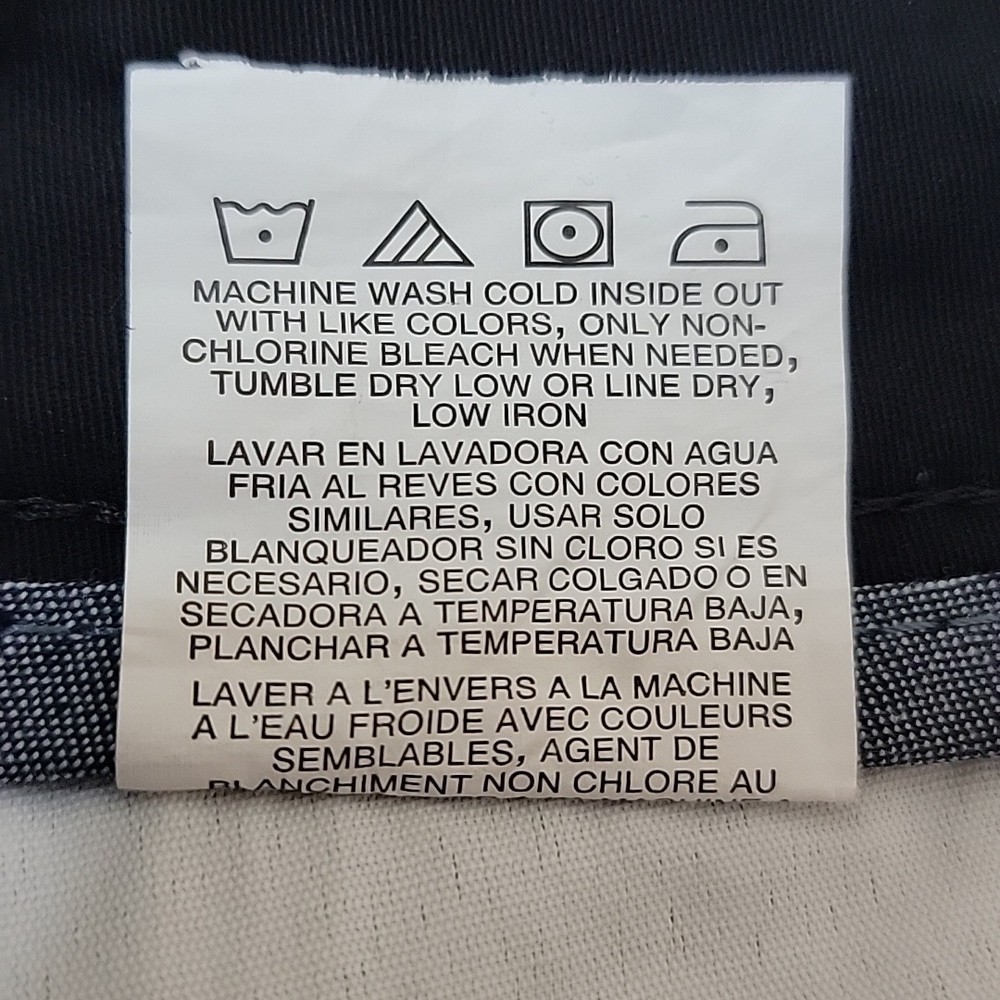 MACHINE WASH COLD INSIDE OUT
WITH LIKE COLORS, ONLY NON-
CHLORINE BLEACH WHEN NEEDED,
TUMBLE DRY LOW OR LINE DRY,
LOW IRON
LAVAR EN LAVADORA CON AGUA
FRIA AL REVES CON COLORES
SIMILARES, USAR SOLO
BLANQUEADOR SIN CLORO SI ES
NECESARIO, SECAR COLGADO O EN
SECADORA A TEMPERATURA BAJA,
PLANCHAR A TEMPERATURA BAJA
LAVER A L'ENVERS A LA MACHINE
A L'EAU FROIDE AVEC COULEURS
SEMBLABLES, AGENT DE
BLANCHIMENT NON CHLORE AU